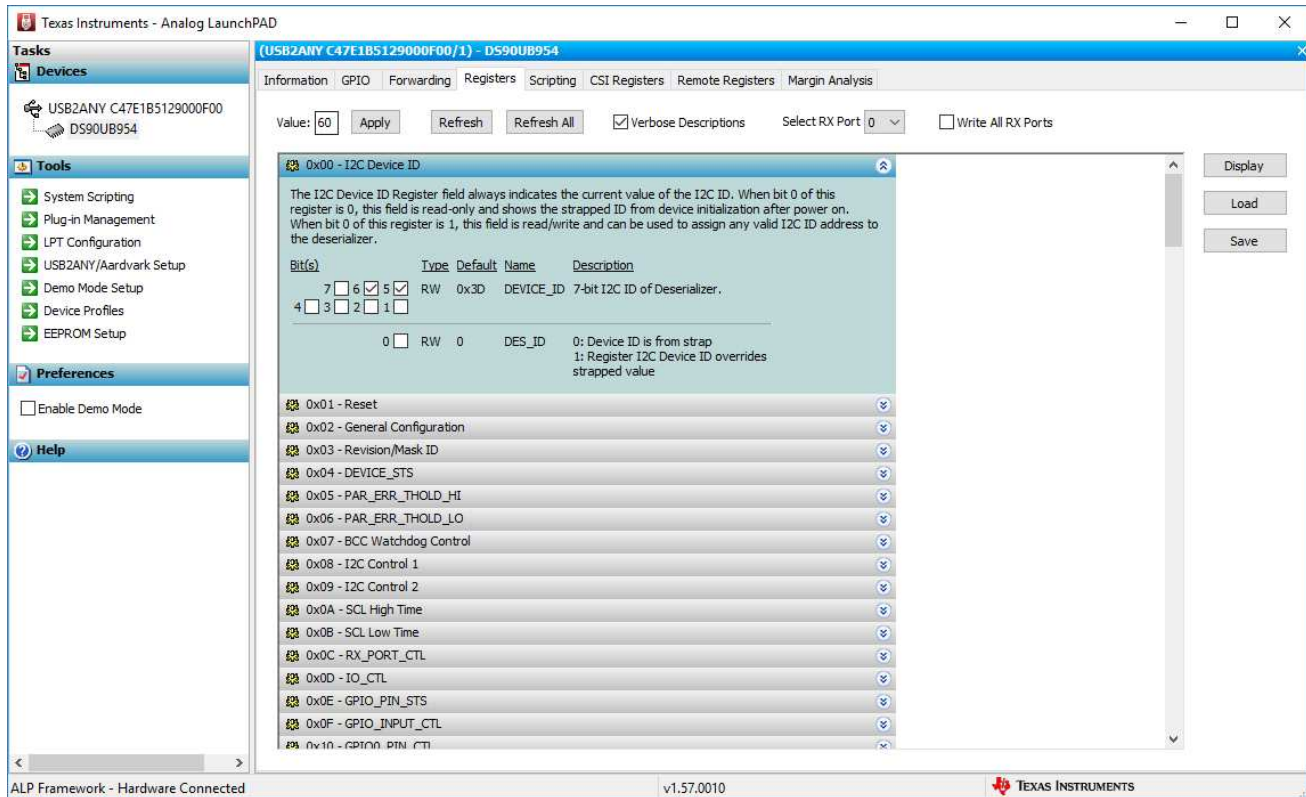 Texas Instruments - Analog LaunchPAD
Tasks
Devices
USB2ANY C47E1B5129000F00
DS90UB954
Tools
System Scripting
Plug-in Management
LPT Configuration
USB2ANY/Aardvark Setup
Demo Mode Setup
Device Profiles
EEPROM Setup
Preferences
Enable Demo Mode
Help
(USB2ANY C47E1B5129000F00/1) - DS90UB954
Information GPIO Forwarding Registers Scripting CSI Registers Remote Registers Margin Analysis
Value: 60 Apply Refresh Refresh All Verbose Descriptions Select RX Port 0 Write All RX Ports
0x00 - I2C Device ID
The I2C Device ID Register field always indicates the current value of the I2C ID. When bit 0 of this
register is 0, this field is read-only and shows the strapped ID from device initialization after power on.
When bit 0 of this register is 1, this field is read/write and can be used to assign any valid I2C ID address to
the deserializer.
Bit(s) Type Default Name Description
7 6 5 RW 0x3D DEVICE_ID 7-bit I2C ID of Deserializer.
4 3 2 1
0 RW 0 DES_ID 0: Device ID is from strap
1: Register I2C Device ID overrides
strapped value
0x01 - Reset
0x02 - General Configuration
0x03 - Revision/Mask ID
0x04 - DEVICE_STS
0x05 - PAR_ERR_THOLD_HI
0x06 - PAR_ERR_THOLD_LO
0x07 - BCC Watchdog Control
0x08 - I2C Control 1
0x09 - I2C Control 2
0x0A - SCL High Time
0x0B - SCL Low Time
0x0C - RX_PORT_CTL
0x0D - IO_CTL
0x0E - GPIO_PIN_STS
0x0F - GPIO_INPUT_CTL
0x10 - GPIO0_PIN_CTL
Display
Load
Save
ALP Framework - Hardware Connected
v1.57.0010
TEXAS INSTRUMENTS